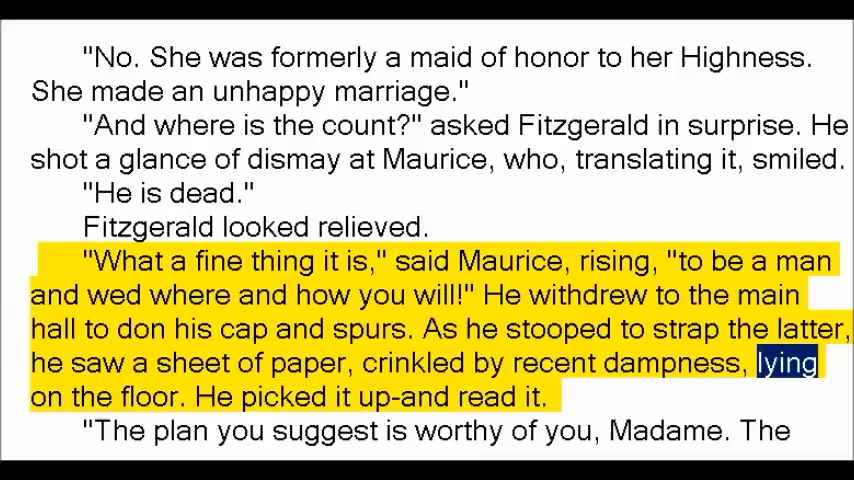 "No. She was formerly a maid of honor to her Highness.
She made an unhappy marriage."
"And where is the count?" asked Fitzgerald in surprise. He
shot a glance of dismay at Maurice, who, translating it, smiled.
"He is dead."
Fitzgerald looked relieved.
"What a fine thing it is," said Maurice, rising, "to be a man
and wed where and how you will!" He withdrew to the main
hall to don his cap and spurs. As he stooped to strap the latter,
he saw a sheet of paper, crinkled by recent dampness, lying
on the floor. He picked it up-and read it.
"The plan you suggest is worthy of you, Madame. The